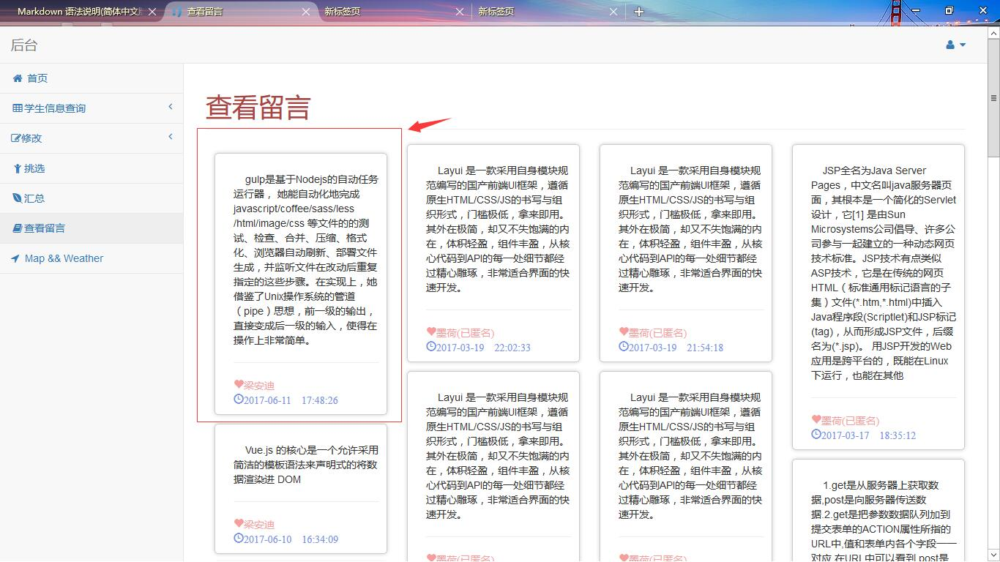 Markdown 语法说明(简体中文
查看留言
新标签页
新标签页
后台
首页
学生信息查询
修改
挑选
汇总
查看留言
Map && Weather
查看留言
gulp是基于Nodejs的自动任务
运行器， 她能自动化地完成
javascript/coffee/sass/less
/html/image/css 等文件的的测
试、检查、合并、压缩、格式
化、浏览器自动刷新、部署文件
生成，并监听文件在改动后重复
指定的这些步骤。在实现上，她
借鉴了Unix操作系统的管道
（pipe）思想，前一级的输出，
直接变成后一级的输入，使得在
操作上非常简单。
梁安迪
2017-06-11 17:48:26
Vue.js 的核心是一个允许采用
简洁的模板语法来声明式的将数
据渲染进 DOM
梁安迪
2017-06-10 16:34:09
Layui 是一款采用自身模块规
范编写的国产前端UI框架，遵循
原生HTML/CSS/JS的书写与组
织形式，门槛极低，拿来即用。
其外在极简，却又不失饱满的内
在，体积轻盈，组件丰盈，从核
心代码到API的每一处细节都经
过精心雕琢，非常适合界面的快
速开发。
墨荷(已匿名)
2017-03-19 22:02:33
Layui 是一款采用自身模块规
范编写的国产前端UI框架，遵循
原生HTML/CSS/JS的书写与组
织形式，门槛极低，拿来即用。
其外在极简，却又不失饱满的内
在，体积轻盈，组件丰盈，从核
心代码到API的每一处细节都经
过精心雕琢，非常适合界面的快
速开发。
墨荷(已匿名)
Layui 是一款采用自身模块规
范编写的国产前端UI框架，遵循
原生HTML/CSS/JS的书写与组
织形式，门槛极低，拿来即用。
其外在极简，却又不失饱满的内
在，体积轻盈，组件丰盈，从核
心代码到API的每一处细节都经
过精心雕琢，非常适合界面的快
速开发。
墨荷(已匿名)
2017-03-19 21:54:18
Layui 是一款采用自身模块规
范编写的国产前端UI框架，遵循
原生HTML/CSS/JS的书写与组
织形式，门槛极低，拿来即用。
其外在极简，却又不失饱满的内
在，体积轻盈，组件丰盈，从核
心代码到API的每一处细节都经
过精心雕琢，非常适合界面的快
速开发。
墨荷(已匿名)
JSP全名为Java Server
Pages，中文名叫java服务器页
面，其根本是一个简化的Servlet
设计，它[1] 是由Sun
Microsystems公司倡导、许多公
司参与一起建立的一种动态网页
技术标准。JSP技术有点类似
ASP技术，它是在传统的网页
HTML（标准通用标记语言的子
集）文件(*.htm,*.html)中插入
Java程序段(Scriptlet)和JSP标记
(tag)，从而形成JSP文件，后缀
名为(*.jsp)。 用JSP开发的Web
应用是跨平台的，既能在Linux
下运行，也能在其他
墨荷(已匿名)
2017-03-17 18:35:12
1.get是从服务器上获取数
据,post是向服务器传送数
据.2.get是把参数数据队列加到
提交表单的ACTION属性所指的
URL中,值和表单内各个字段一一
对应,在URL中可以看到.post是